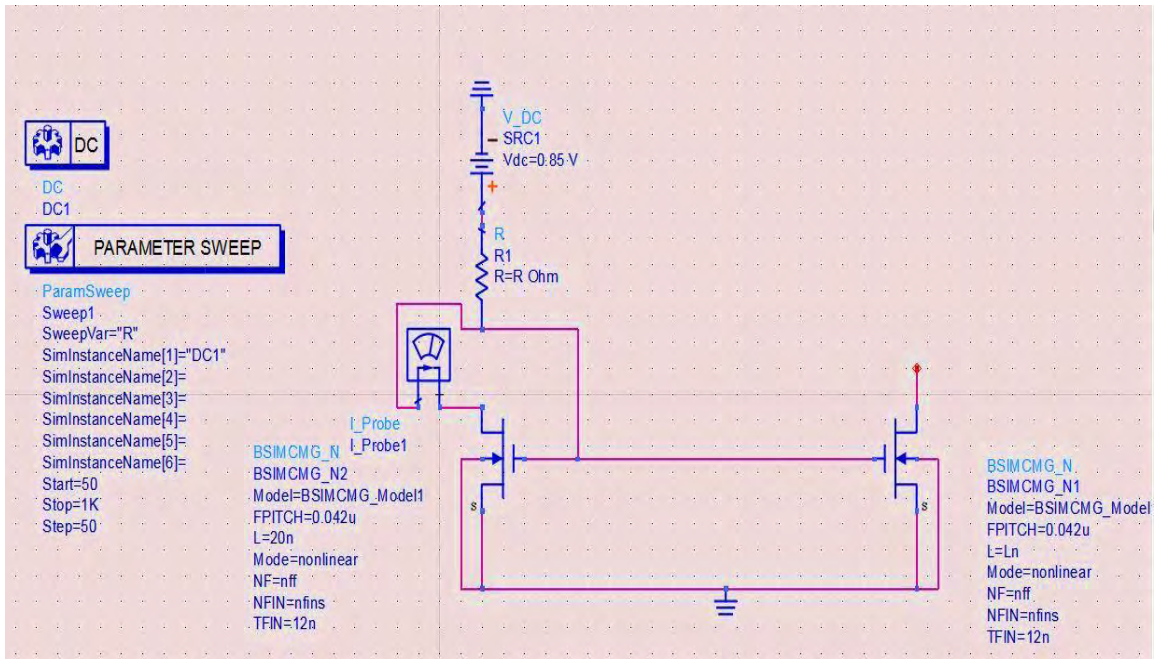 DC
DC
DC1
PARAMETER SWEEP
ParamSweep
Sweep1
SweepVar="R"
SimInstanceName[1]="DC1"
SimInstanceName[2]=
SimInstanceName[3]=
SimInstanceName[4]=
SimInstanceName[5]=
SimInstanceName[6]=
Start=50
Stop=1K
Step=50
V_DC
SRC1
Vdc=0.85 V
R
R1
R=R Ohm
I_Probe
I_Probe1
BSIMCMG_N
BSIMCMG_N2
Model=BSIMCMG_Model1
FPITCH=0.042u
L=20n
Mode=nonlinear
NF=nff
NFIN=nfins
TFIN=12n
S
S
BSIMCMG_N
BSIMCMG_N1
Model=BSIMCMG_Model
FPITCH=0.042u
L=Ln
Mode=nonlinear
NF=nff
NFIN=nfins
TFIN=12n